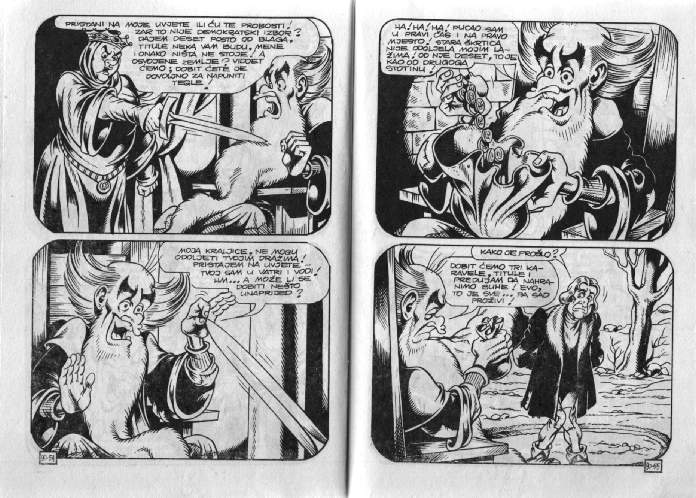 PRISTANI NA MOJE UVJETE ILI ĆU TE PROBOSTI!
ZAR TO NIJE DEMOKRATSKI IZBOR?
DAJEM DESET POSTO OD BLAGA,
TITULE NEKA VAM BUDU, MENE
I ONAKO NIŠTA NE STOJE! A
OSVOJENE ZEMLJE? VIDJET
ĆEMO; DOBIT ĆETE JE
DOVOLJNO ZA NAPUNITI
TEGLE.
MOJA KRALJICE, NE MOGU
ODOLJETI TVOJIM DRAŽIMA!
PRISTAJEM NA UVJETE -
TVOJ SAM U VATRI I VODI!
HM... A MOŽE LI SE
DOBITI NEŠTO
UNAPRIJED?
HA! HA! HA! PUCAO SAM
U PRAVI ČAS I NA PRAVO
MJESTO! STARA ŠKRTICA
NIJE ODOLJELA MOJIM LA-
ŽIMA! OD NJE DESET, TO JE
KAO OD DRUGOGA
STOTINU!
KAKO JE PROŠLO?
DOBIT ĆEMO TRI KA-
RAVELE, TITULE I
PREDUJAM DA NAHRA-
NIMO BUHE! EVO,
TO JE SVE... PA SAD
PROŽIVI!